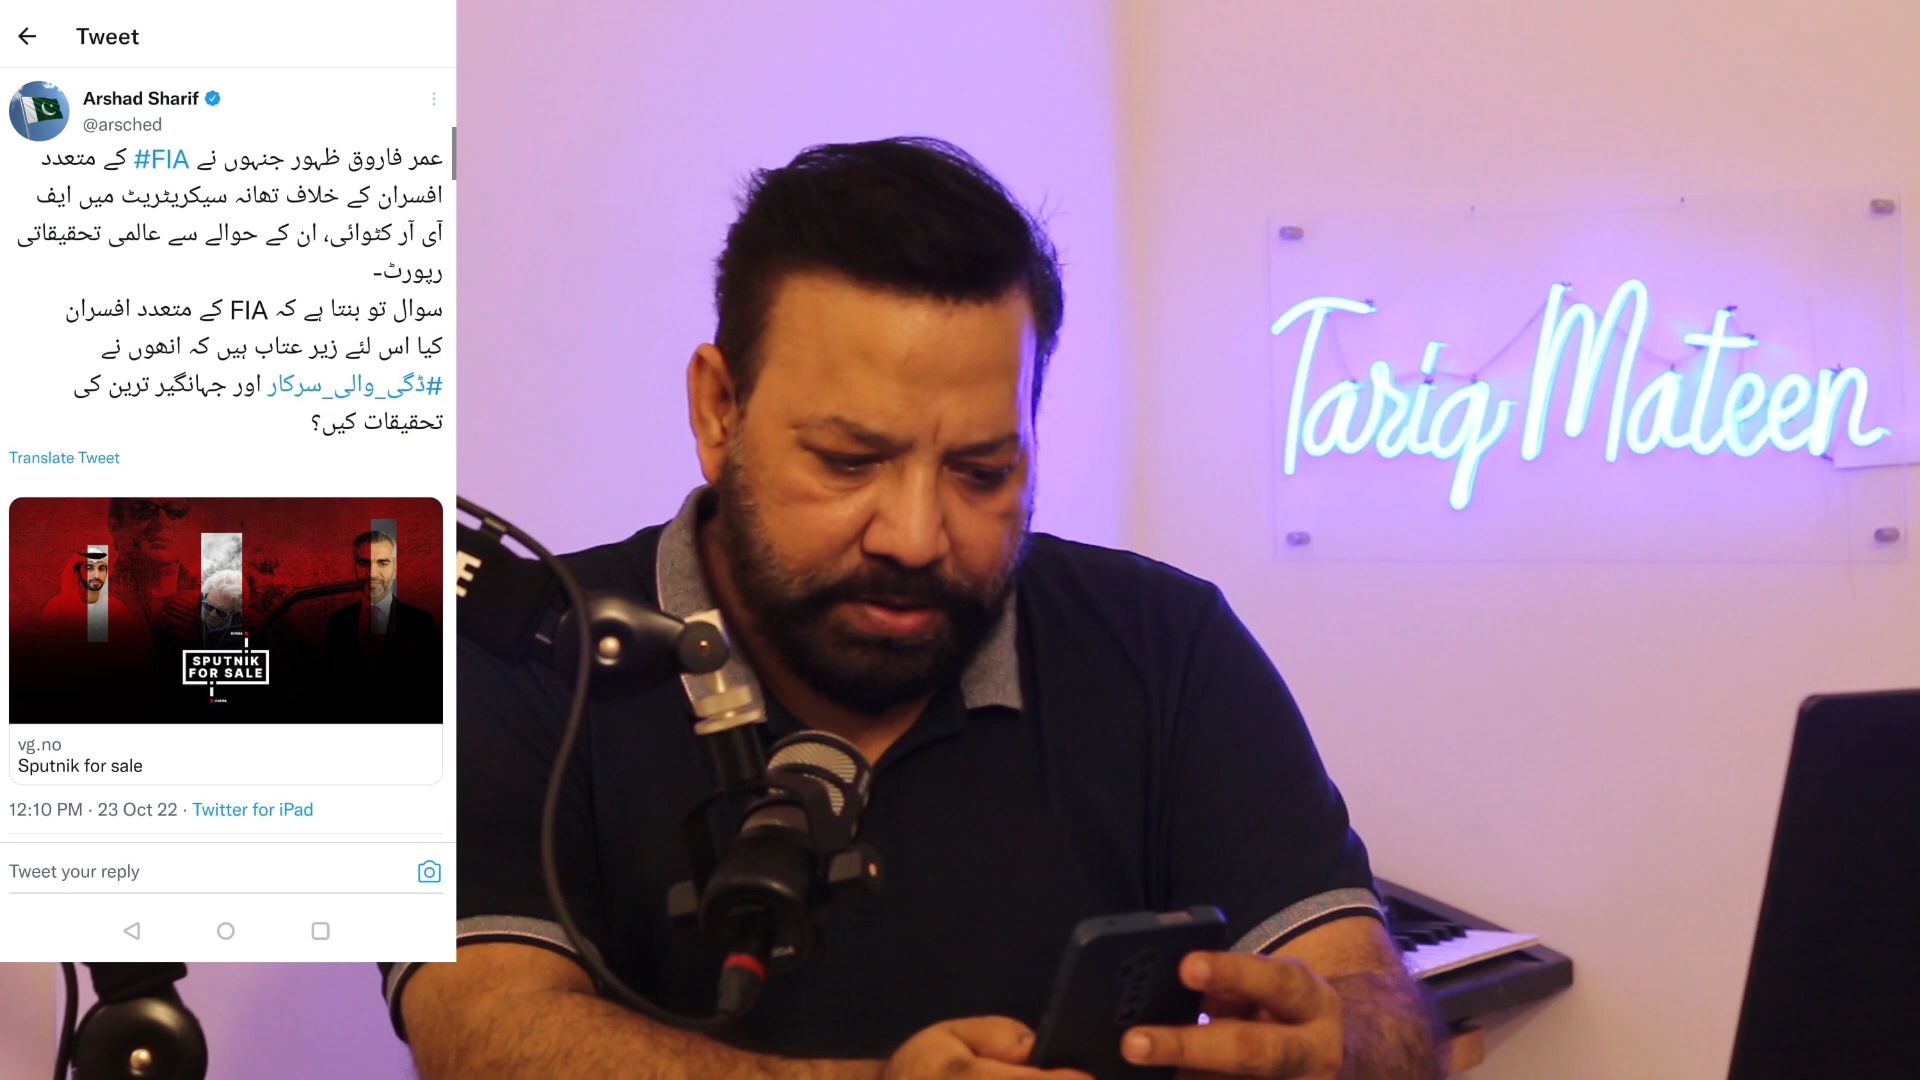 Tweet
Arshad Sharif
@arsched
عمر فاروق ظہور جنہوں نے #FIA کے متعدد
افسران کے خلاف تھانہ سیکریٹریٹ میں ایف
آی آر کٹوائی، ان کے حوالے سے عالمی تحقیقاتی
رپورٹ-
سوال تو بنتا ہے کہ FIA کے متعدد افسران
کیا اس لئے زیر عتاب ہیں کہ انھوں نے
#ڈگی_والی_سرکار اور جہانگیر ترین کی
تحقیقات کیں؟
Translate Tweet
SPUTNIK
FOR SALE
vg.no
Sputnik for sale
12:10 PM · 23 Oct 22 · Twitter for iPad
Tweet your reply
Tariq Mateen